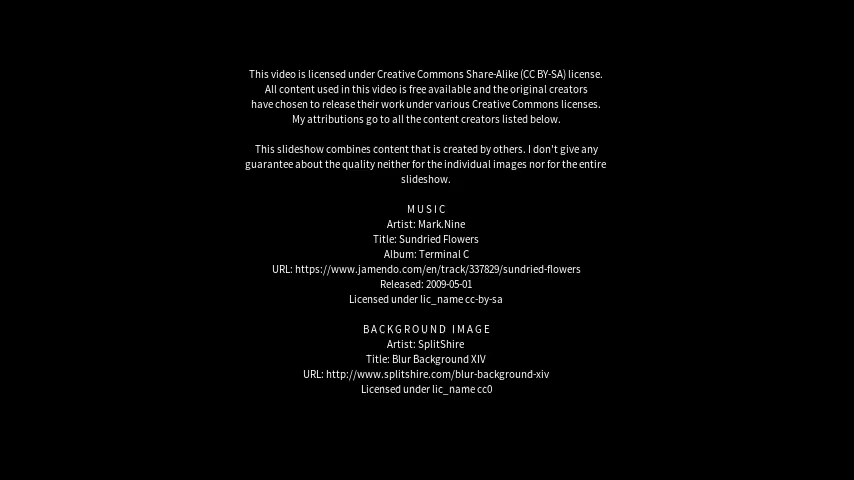 This video is licensed under Creative Commons Share-Alike (CC BY-SA) license.
All content used in this video is free available and the original creators
have chosen to release their work under various Creative Commons licenses.
My attributions go to all the content creators listed below.
This slideshow combines content that is created by others. I don't give any
guarantee about the quality neither for the individual images nor for the entire
slideshow.
MUSIC
Artist: Mark.Nine
Title: Sundried Flowers
Album: Terminal C
URL: https://www.jamendo.com/en/track/337829/sundried-flowers
Released: 2009-05-01
Licensed under lic_name cc-by-sa
BACKGROUND IMAGE
Artist: SplitShire
Title: Blur Background XIV
URL: http://www.splitshire.com/blur-background-xiv
Licensed under lic_name cc0